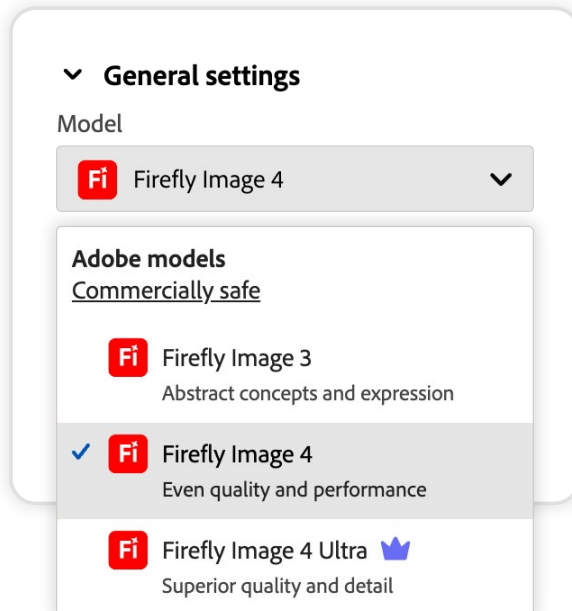 General settings
Model
Fi Firefly Image 4
Adobe models
Commercially safe
Fi Firefly Image 3
Abstract concepts and expression
Fi Firefly Image 4
Even quality and performance
Fi Firefly Image 4 Ultra
Superior quality and detail